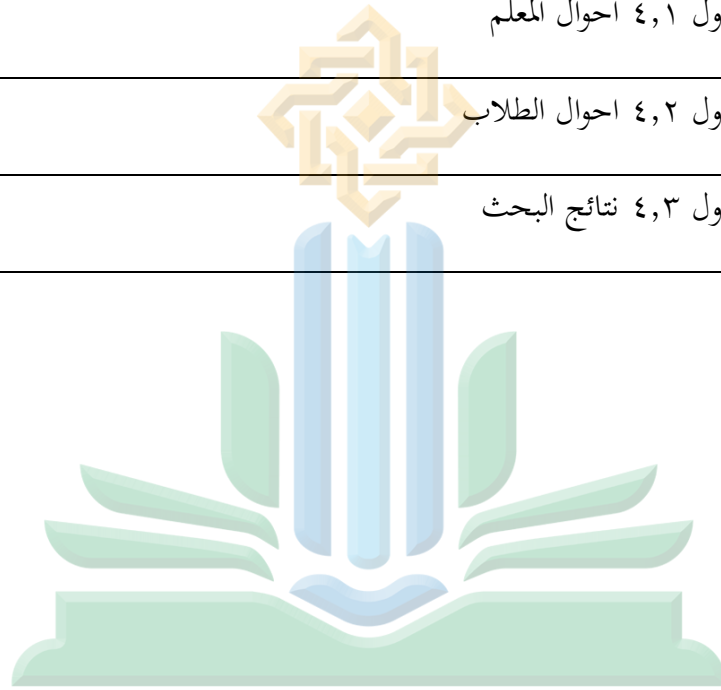 ول ٤,١ احوال المعلم
ول ٤,٢ احوال الطلاب
ول ٤,٣ نتائج البحث